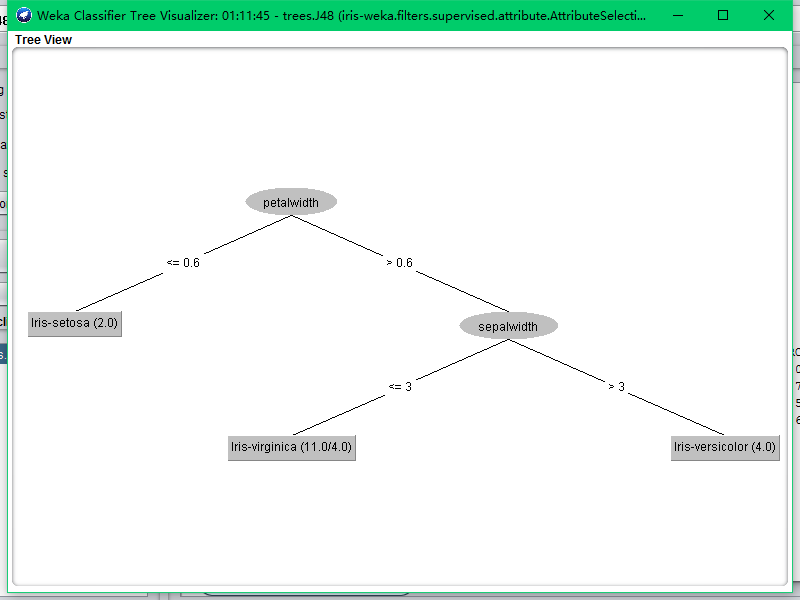 Weka Classifier Tree Visualizer: 01:11:45 - trees.J48 (iris-weka.filters.supervised.attribute.AttributeSelecti...
Tree View
petalwidth
<= 0.6
> 0.6
Iris-setosa (2.0)
sepalwidth
<= 3
> 3
Iris-virginica (11.0/4.0)
Iris-versicolor (4.0)